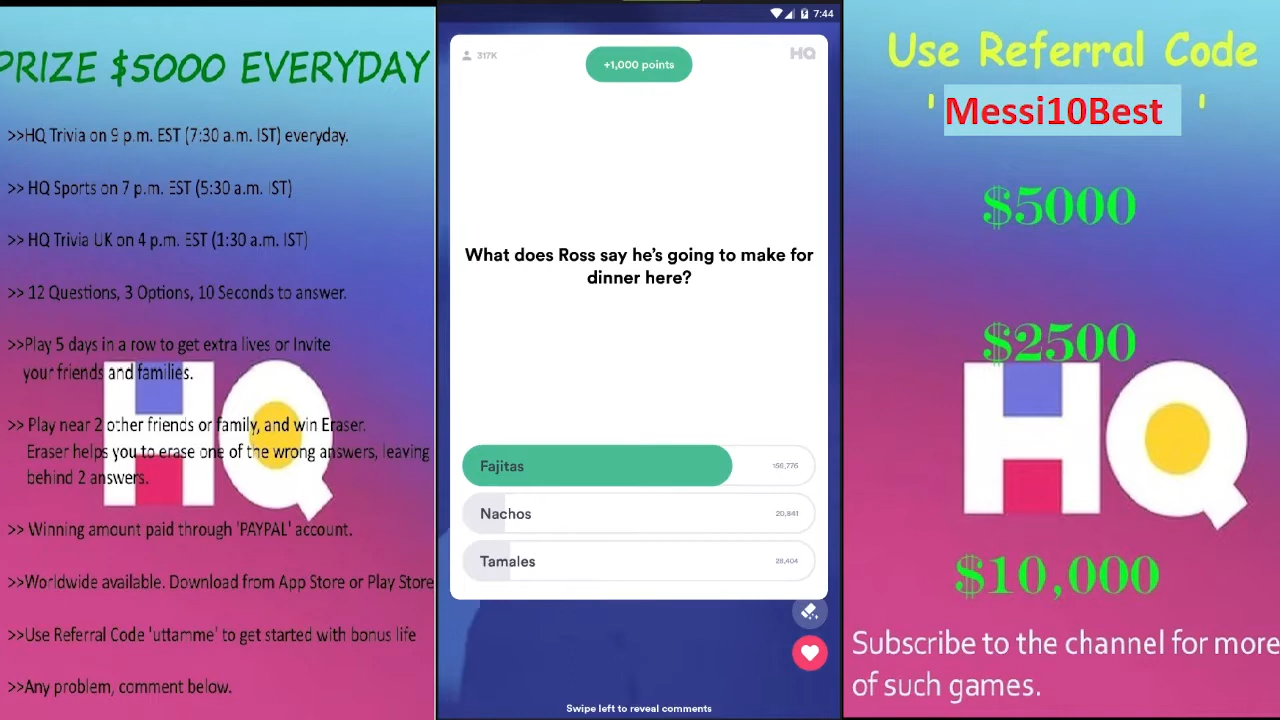 PRIZE $5000 EVERYDAY
>>HQ Trivia on 9 p.m. EST (7:30 a.m. IST) everyday.
>> HQ Sports on 7 p.m. EST (5:30 a.m. IST)
>> HQ Trivia UK on 4 p.m. EST (1:30 a.m. IST)
>> 12 Questions, 3 Options, 10 Seconds to answer.
>>Play 5 days in a row to get extra lives or Invite
your friends and families.
>> Play near 2 other friends or family, and win Eraser.
Eraser helps you to erase one of the wrong answers, leaving
behind 2 answers.
>> Winning amount paid through 'PAYPAL' account.
>>Worldwide available. Download from App Store or Play Store
>>Use Referral Code 'uttamme' to get started with bonus life
>>Any problem, comment below.
HQ
7:44
317K
+1,000 points
HQ
What does Ross say he's going to make for
dinner here?
Fajitas
Nachos 20,841
Tamales 28,404
Swipe left to reveal comments
Use Referral Code
' Messi10Best '
$5000
$2500
HQ
$10,000
Subscribe to the channel for more
of such games.